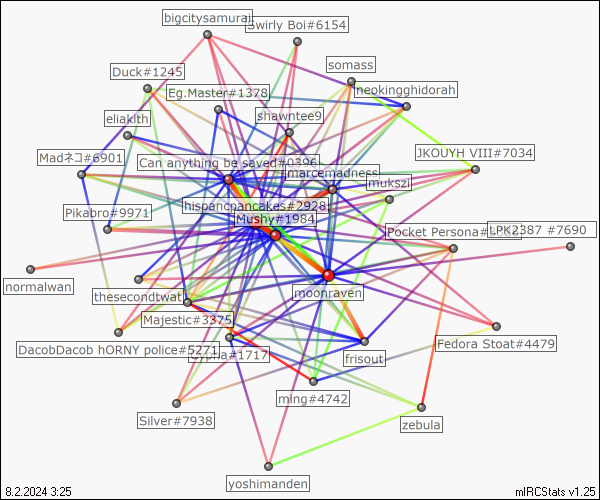 bigcitysamurai
Swirly Boi#6154
somass
Duck#1245
Eg.Master#1378
neokingghidorah
eliakith
shawntee9
Madネコ#6901
Can anything be saved#0396
JKOUYH VIII#7034
marcemadness
mukszi
hispanicpancakes#2928
Pikabro#9971
Mushy#1984
Pocket Persona#
LPK2387 #7690
normalwan
thesecondtwat
moonraven
Majestic#3375
DacobDacob hORNY police#5271
#1717
frisout
Fedora Stoat#4479
ming#4742
Silver#7938
zebula
yoshimanden
8.2.2024 3:25
mIRCStats v1.25